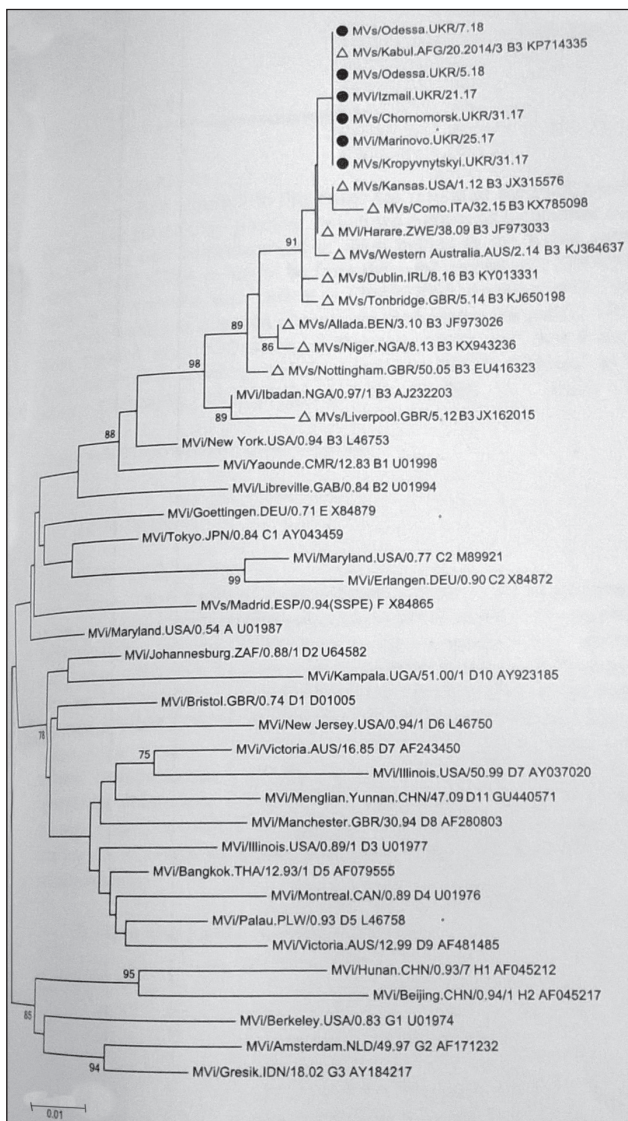 MVs/Odessa.UKR/7.18
MVs/Kabul.AFG/20.2014/3 B3 KP714335
MVs/Odessa.UKR/5.18
MVi/Izmail.UKR/21.17
MVs/Chornomorsk.UKR/31.17
MVi/Marinovo.UKR/25.17
MVs/Kropyvnytskyi.UKR/31.17
MVs/Kansas.USA/1.12 B3 JX315576
MVs/Como.ITA/32.15 B3 KX785098
MVi/Harare.ZWE/38.09 B3 JF973033
91
MVs/Western Australia.AUS/2.14 B3 KJ364637
MVs/Dublin.IRL/8.16 B3 KY013331
MVs/Tonbridge.GBR/5.14 B3 KJ650198
89
MVs/Allada.BEN/3.10 B3 JF973026
86
MVs/Niger.NGA/8.13 B3 KX943236
98
MVs/Nottingham.GBR/50.05 B3 EU416323
MVi/Ibadan.NGA/0.97/1 B3 AJ232203
89
MVs/Liverpool.GBR/5.12 B3 JX162015
88
MVi/New York.USA/0.94 B3 L46753
MVi/Yaounde.CMR/12.83 B1 U01998
MVi/Libreville.GAB/0.84 B2 U01994
MVi/Goettingen.DEU/0.71 E X84879
MVi/Tokyo.JPN/0.84 C1 AY043459
MVi/Maryland.USA/0.77 C2 M89921
99
MVi/Erlangen.DEU/0.90 C2 X84872
MVs/Madrid.ESP/0.94(SSPE) F X84865
MVi/Maryland.USA/0.54 A U01987
MVi/Johannesburg.ZAF/0.88/1 D2 U64582
MVi/Kampala.UGA/51.00/1 D10 AY923185
MVi/Bristol.GBR/0.74 D1 D01005
78
MVi/New Jersey.USA/0.94/1 D6 L46750
75
MVi/Victoria.AUS/16.85 D7 AF243450
MVi/Illinois.USA/50.99 D7 AY037020
MVi/Menglian.Yunnan.CHN/47.09 D11 GU440571
MVi/Manchester.GBR/30.94 D8 AF280803
MVi/Illinois.USA/0.89/1 D3 U01977
MVi/Bangkok.THA/12.93/1 D5 AF079555
MVi/Montreal.CAN/0.89 D4 U01976
MVi/Palau.PLW/0.93 D5 L46758
MVi/Victoria.AUS/12.99 D9 AF481485
95
MVi/Hunan.CHN/0.93/7 H1 AF045212
MVi/Beijing.CHN/0.94/1 H2 AF045217
85
MVi/Berkeley.USA/0.83 G1 U01974
MVi/Amsterdam.NLD/49.97 G2 AF171232
94
MVi/Gresik.IDN/18.02 G3 AY184217
0.01